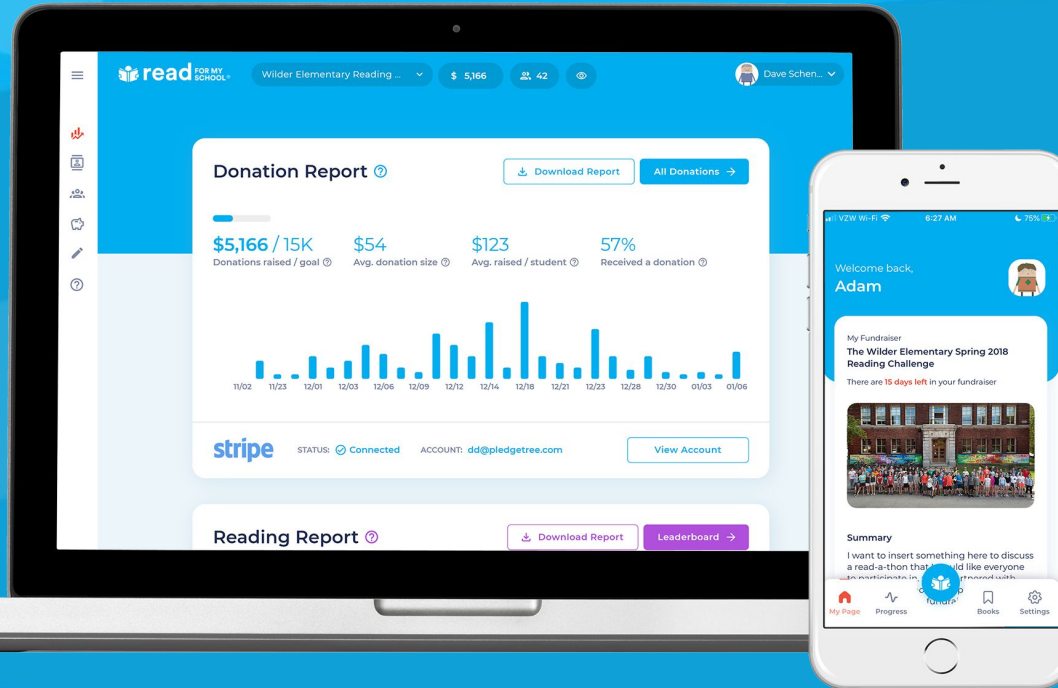 read FOR MY SCHOOL®
Wilder Elementary Reading ...
$ 5,166
42
Dave Schen...
Donation Report
Download Report
All Donations
$5,166 / 15K
Donations raised / goal
$54
Avg. donation size
$123
Avg. raised / student
57%
Received a donation
11/02 11/23 12/01 12/03 12/06 12/09 12/12 12/14 12/18 12/21 12/23 12/28 12/30 01/03 01/06
stripe
STATUS: Connected
ACCOUNT: dd@pledgetree.com
View Account
Reading Report
Download Report
Leaderboard
VZW Wi-Fi 6:27 AM 75%
Welcome back,
Adam
My Fundraiser
The Wilder Elementary Spring 2018
Reading Challenge
There are 15 days left in your fundraiser
Summary
I want to insert something here to discuss
a read-a-thon that like everyone
to participate in.
My Page
Progress
Books
Settings